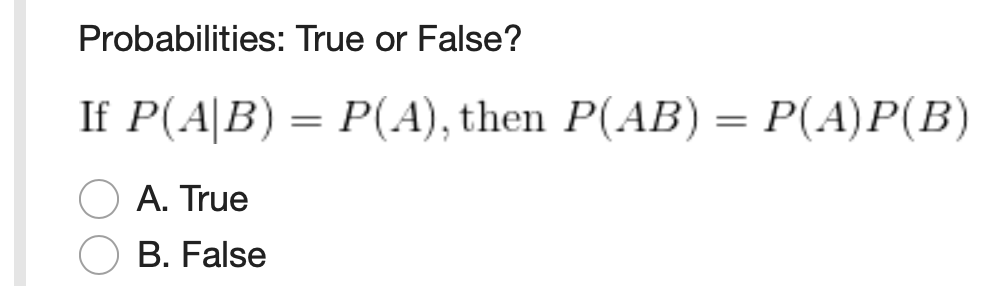 Probabilities: True or False?
If P(A|B) = P(A), then P(AB) = P(A)P(B)
A. True
B. False